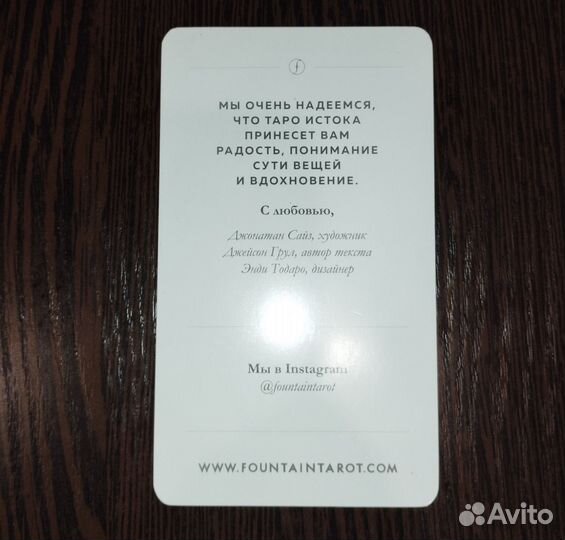 f
МЫ ОЧЕНЬ НАДЕЕМСЯ,
ЧТО ТАРО ИСТОКА
ПРИНЕСЕТ ВАМ
РАДОСТЬ, ПОНИМАНИЕ
СУТИ ВЕЩЕЙ
И ВДОХНОВЕНИЕ.
С любовью,
Джонатан Сайз, художник
Джейсон Грул, автор текста
Энди Тодаро, дизайнер
Мы в Instagram
@fountaintarot
WWW.FOUNTAINTAROT.COM
Avito